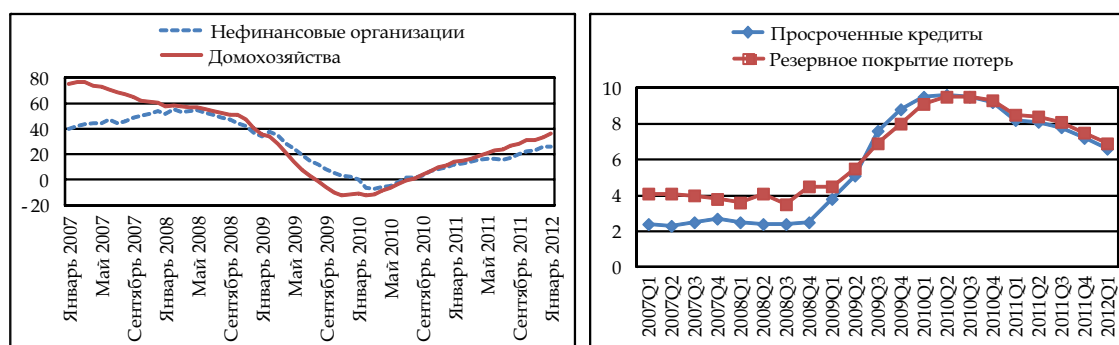 Нефинансовые организации
Домохозяйства
80
60
40
20
0
-20
Январь 2007
Май 2007
Сентябрь 2007
Январь 2008
Май 2008
Сентябрь 2008
Январь 2009
Май 2009
Сентябрь 2009
Январь 2010
Май 2010
Сентябрь 2010
Январь 2011
Май 2011
Сентябрь 2011
Январь 2012
Просроченные кредиты
Резервное покрытие потерь
10
8
6
4
2
0
2007Q1
2007Q2
2007Q3
2007Q4
2008Q1
2008Q2
2008Q3
2008Q4
2009Q1
2009Q2
2009Q3
2009Q4
2010Q1
2010Q2
2010Q3
2010Q4
2011Q1
2011Q2
2011Q3
2011Q4
2012Q1